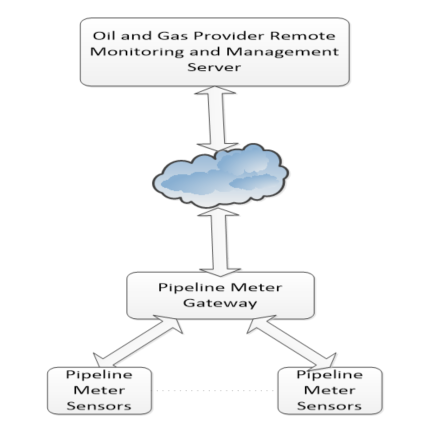 Oil and Gas Provider Remote
Monitoring and Management
Server
Pipeline Meter
Gateway
Pipeline
Meter
Sensors
Pipeline
Meter
Sensors